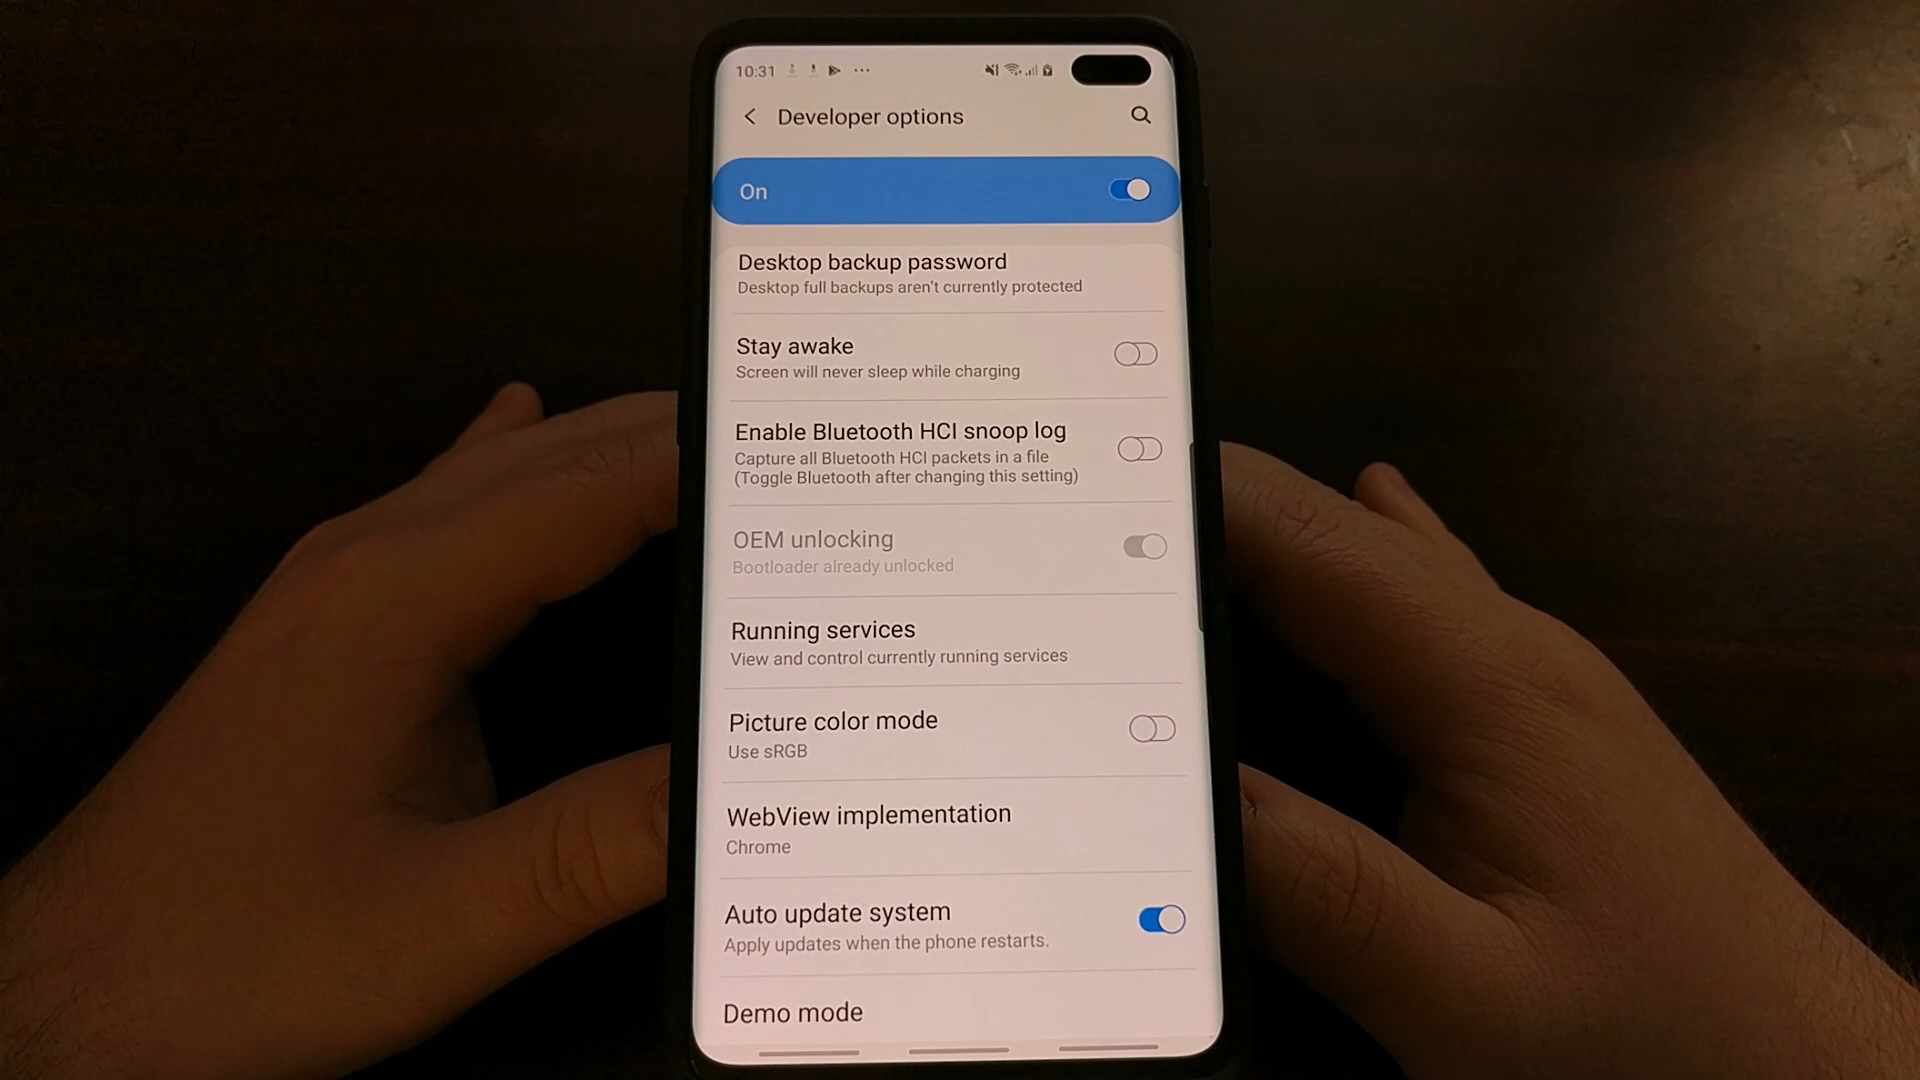 10:31
Developer options
On
Desktop backup password
Desktop full backups aren't currently protected
Stay awake
Screen will never sleep while charging
Enable Bluetooth HCI snoop log
Capture all Bluetooth HCI packets in a file
(Toggle Bluetooth after changing this setting)
OEM unlocking
Bootloader already unlocked
Running services
View and control currently running services
Picture color mode
Use sRGB
WebView implementation
Chrome
Auto update system
Apply updates when the phone restarts.
Demo mode